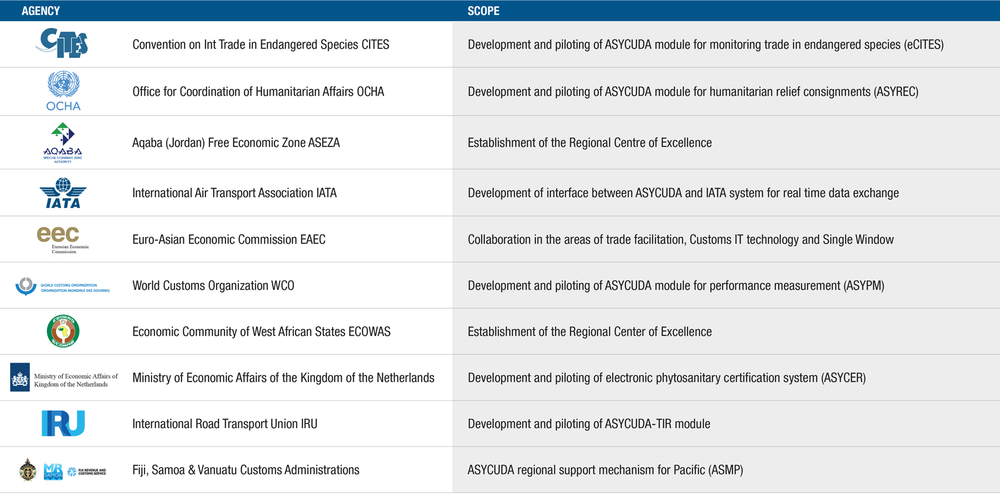 AGENCY SCOPE
CITES
Convention on Int Trade in Endangered Species CITES
Development and piloting of ASYCUDA module for monitoring trade in endangered species (eCITES)
OCHA
Office for Coordination of Humanitarian Affairs OCHA
Development and piloting of ASYCUDA module for humanitarian relief consignments (ASYREC)
AQABA
SPECIAL ECONOMIC ZONE
AUTHORITY
Aqaba (Jordan) Free Economic Zone ASEZA
Establishment of the Regional Centre of Excellence
IATA
International Air Transport Association IATA
Development of interface between ASYCUDA and IATA system for real time data exchange
eec
Eurasian Economic
Commission
Euro-Asian Economic Commission EAEC
Collaboration in the areas of trade facilitation, Customs IT technology and Single Window
WORLD CUSTOMS ORGANIZATION
ORGANISATION MONDIALE DES DOUANES
World Customs Organization WCO
Development and piloting of ASYCUDA module for performance measurement (ASYPM)
CEDEAO
ECOWAS
Economic Community of West African States ECOWAS
Establishment of the Regional Center of Excellence
Ministry of Economic Affairs of
Kingdom of the Netherlands
Ministry of Economic Affairs of the Kingdom of the Netherlands
Development and piloting of electronic phytosanitary certification system (ASYCER)
IRU
International Road Transport Union IRU
Development and piloting of ASYCUDA-TIR module
MR
SAMOA
FIJI REVENUE AND
CUSTOMS SERVICE
Fiji, Samoa & Vanuatu Customs Administrations
ASYCUDA regional support mechanism for Pacific (ASMP)